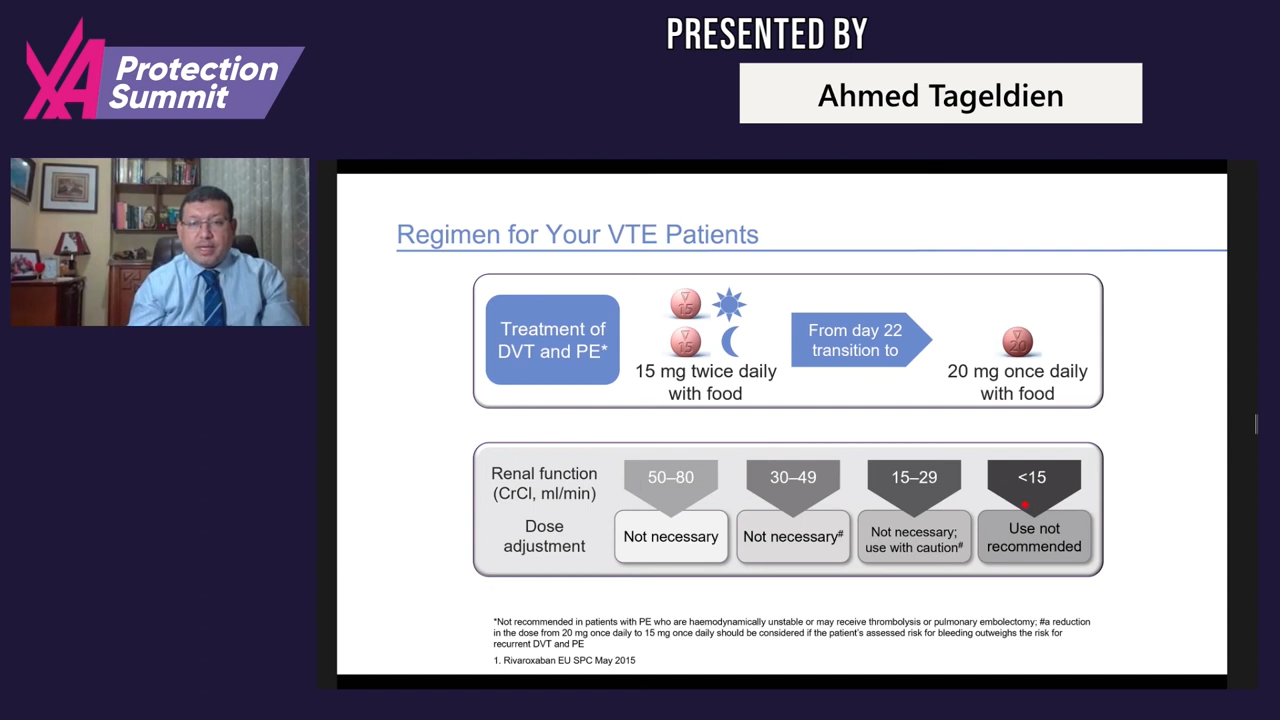 XA Protection
Summit
PRESENTED BY
Ahmed Tageldien
Regimen for Your VTE Patients
Treatment of
DVT and PE*
15
15
15 mg twice daily
with food
From day 22
transition to
20
20 mg once daily
with food
Renal function
(CrCl, ml/min)
50–80
30–49
15–29
<15
Dose
adjustment
Not necessary
Not necessary#
Not necessary;
use with caution#
Use not
recommended
*Not recommended in patients with PE who are haemodynamically unstable or may receive thrombolysis or pulmonary embolectomy; #a reduction
in the dose from 20 mg once daily to 15 mg once daily should be considered if the patient's assessed risk for bleeding outweighs the risk for
recurrent DVT and PE
1. Rivaroxaban EU SPC May 2015